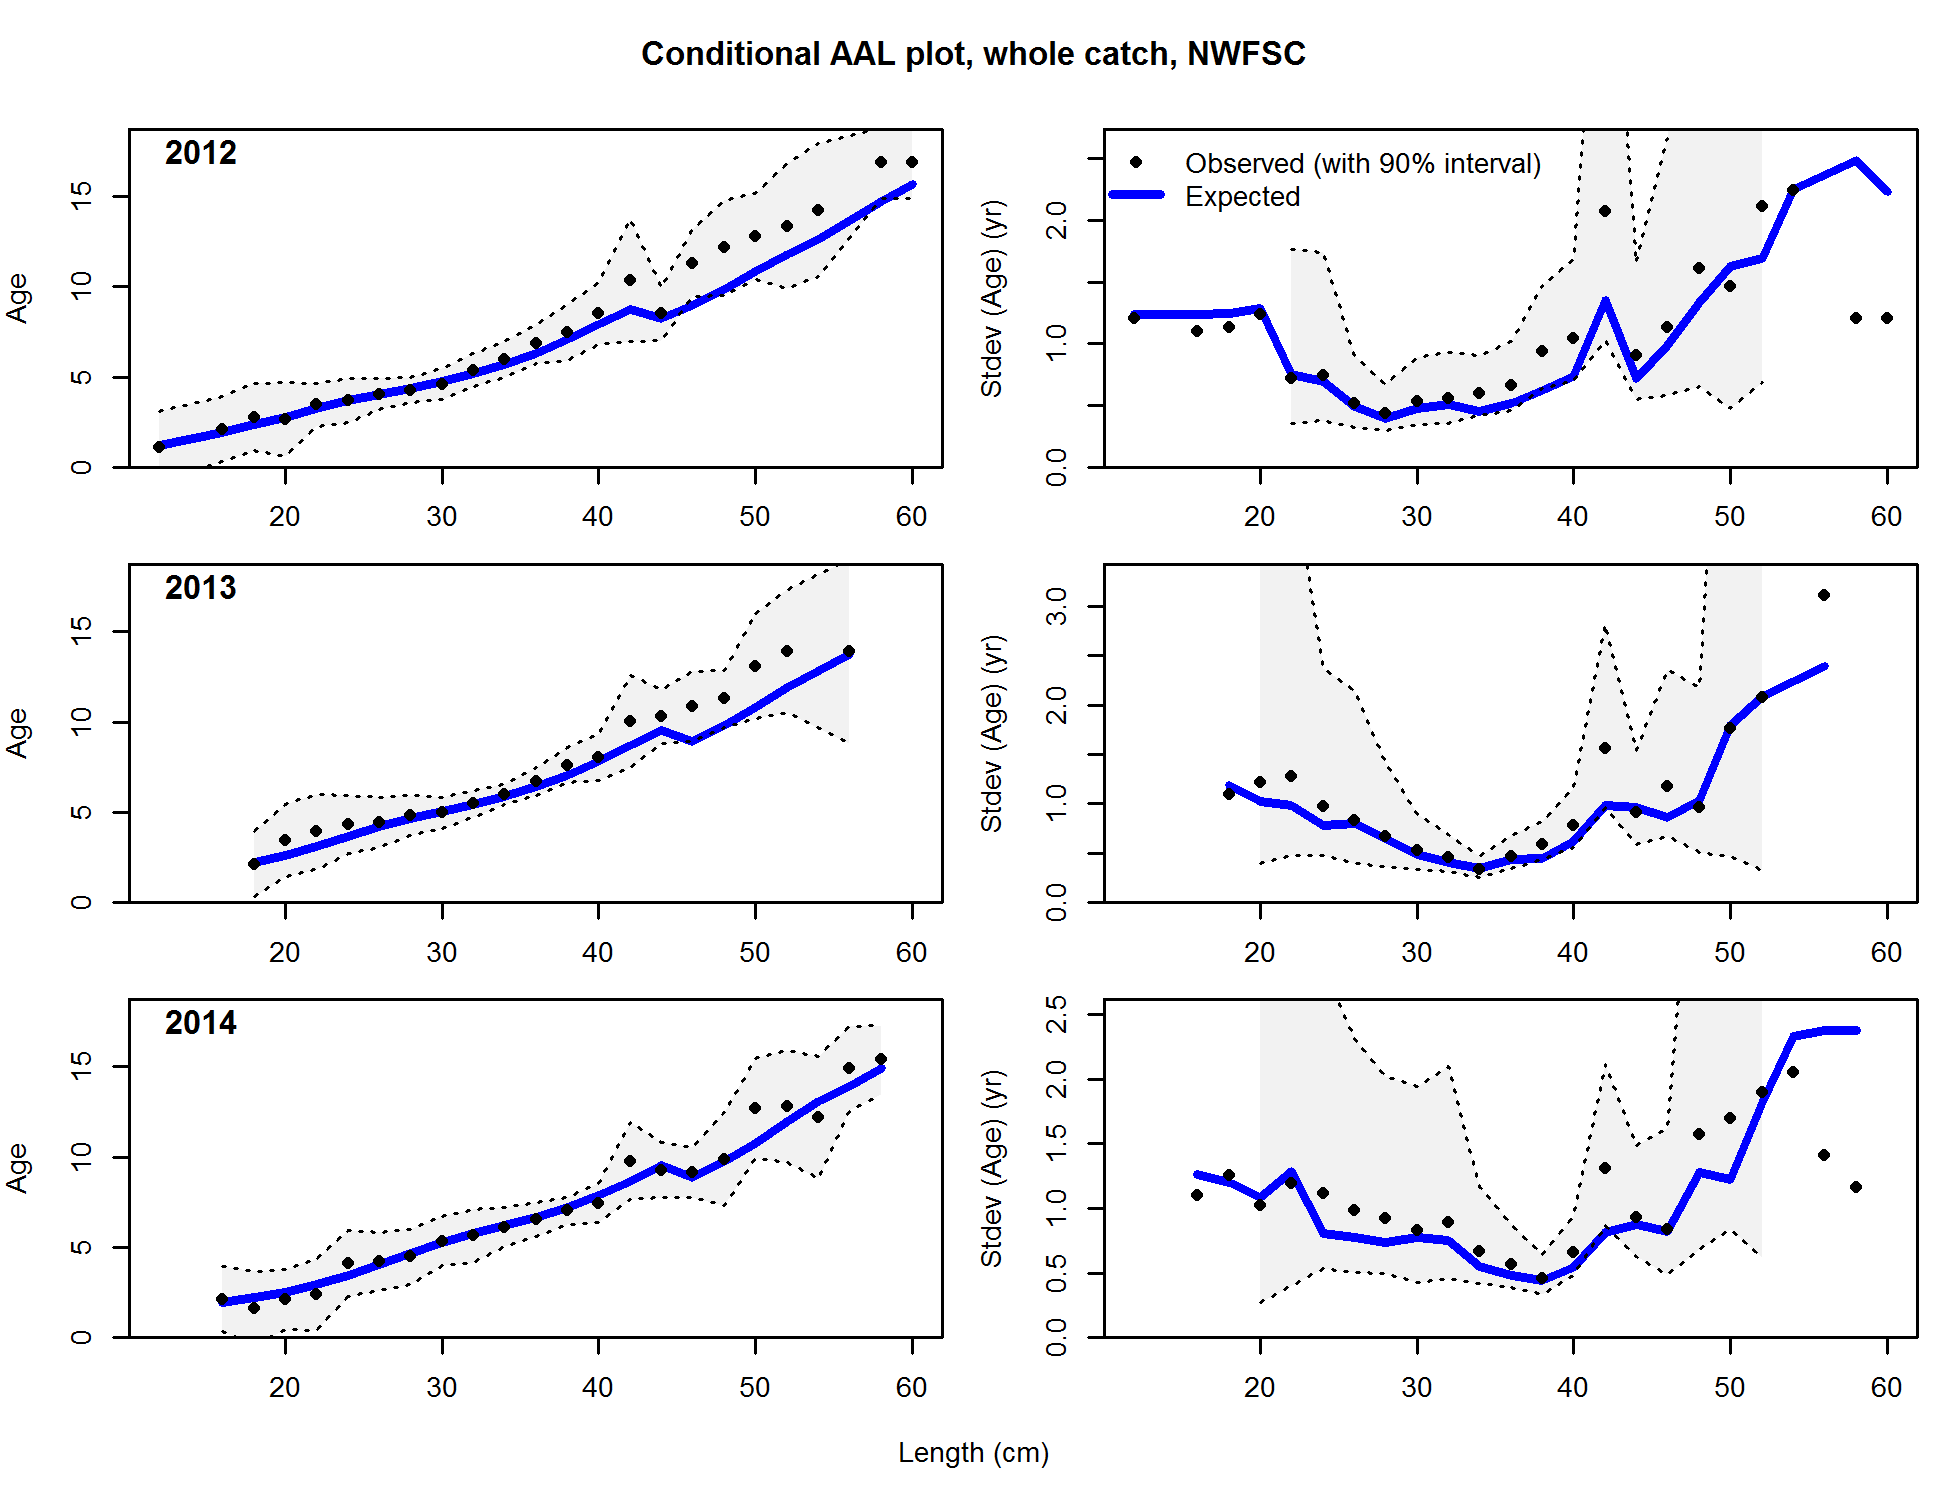 Conditional AAL plot, whole catch, NWFSC
2012
Age
0 5 10 15
20 30 40 50 60
Observed (with 90% interval)
Expected
Stdev (Age) (yr)
0.0 1.0 2.0
20 30 40 50 60
2013
Age
0 5 10 15
20 30 40 50 60
Stdev (Age) (yr)
0.0 1.0 2.0 3.0
20 30 40 50 60
2014
Age
0 5 10 15
20 30 40 50 60
Stdev (Age) (yr)
0.0 0.5 1.0 1.5 2.0 2.5
20 30 40 50 60
Length (cm)